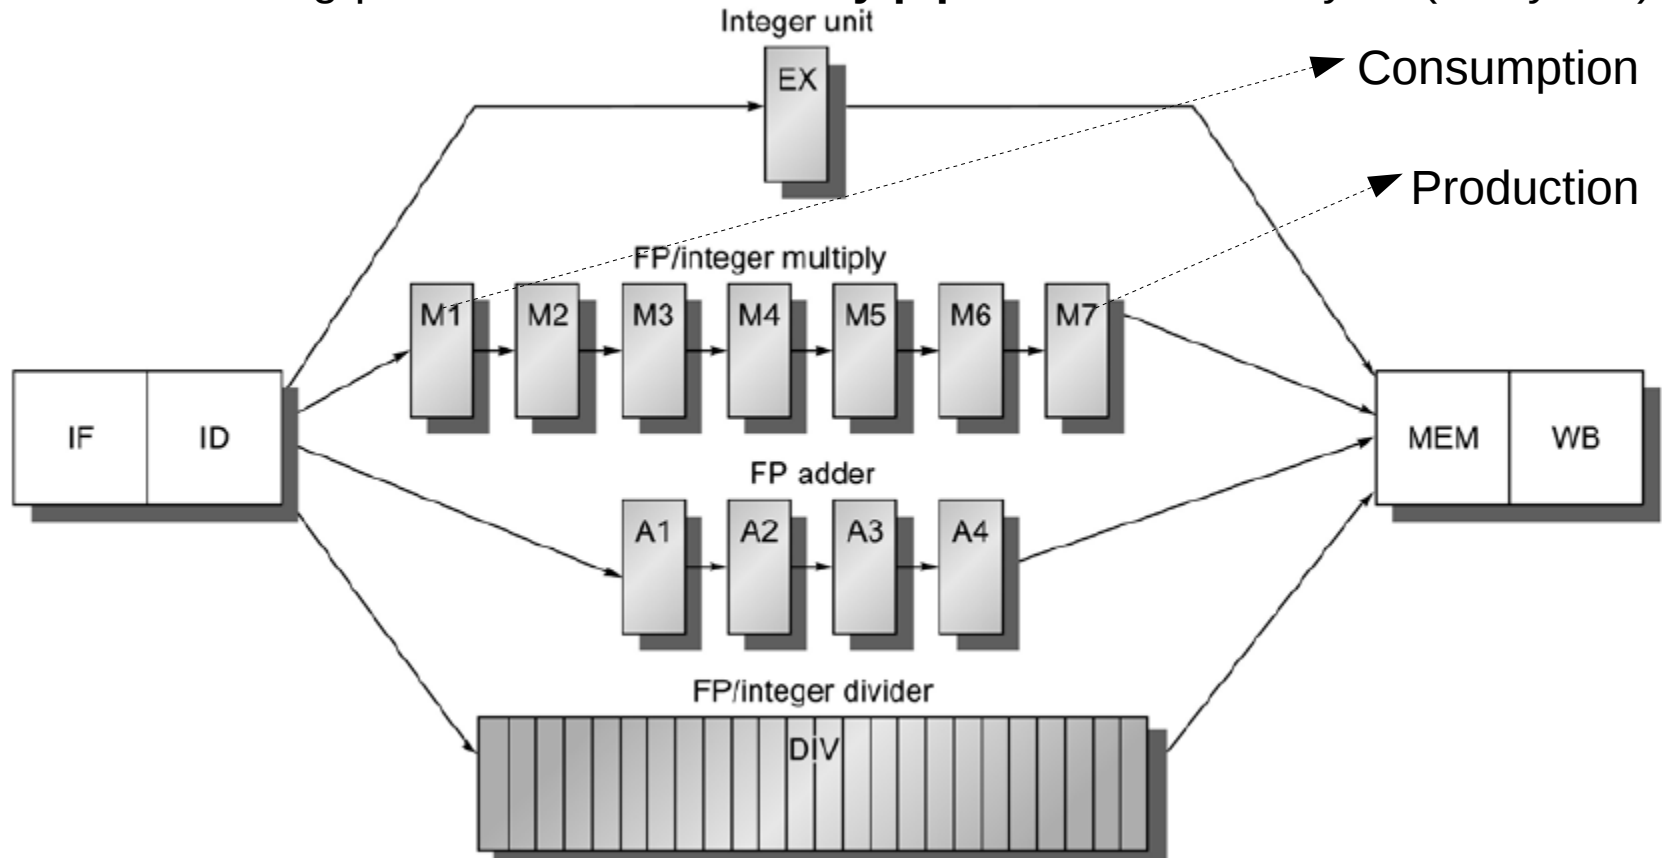 Integer unit
EX
Consumption
Production
FP/integer multiply
M1 M2 M3 M4 M5 M6 M7
IF ID
MEM WB
FP adder
A1 A2 A3 A4
FP/integer divider
DIV